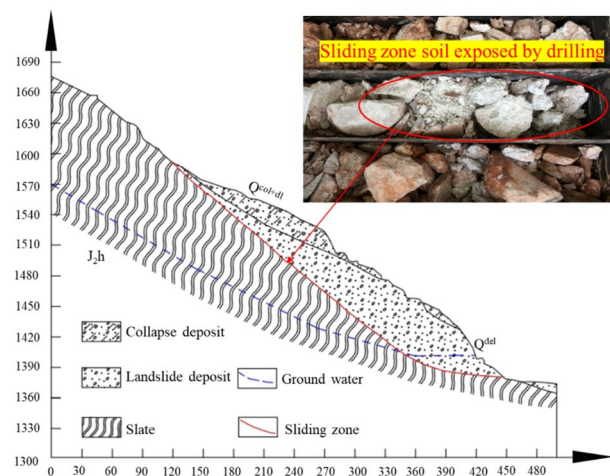 Sliding zone soil exposed by drilling
1690
1660
1630
1600
1570
1540
1510
1480
1450
1420
1390
1360
1330
1300
Q^col+dl
J₂h
Q^del
Collapse deposit
Landslide deposit
Ground water
Slate
Sliding zone
0 30 60 90 120 150 180 210 240 270 300 330 360 390 420 450 480